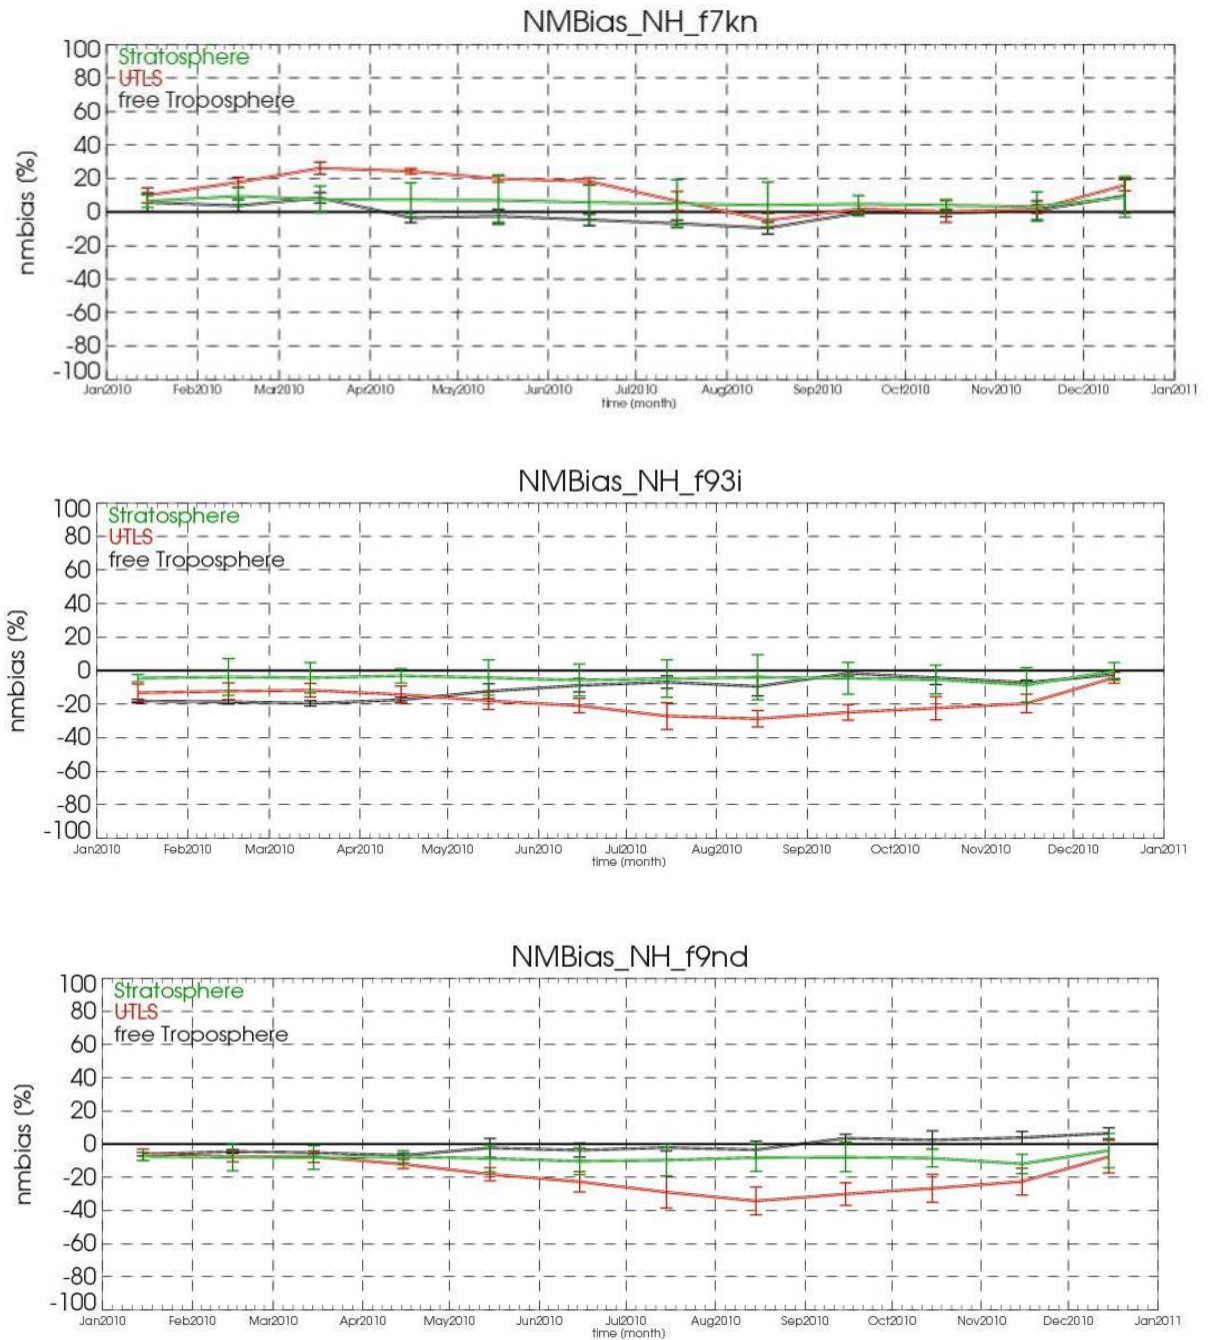 NMBias_NH_f7kn
100
Stratosphere
80
UTLS
free Troposphere
60
40
20
0
-20
-40
-60
-80
-100
nmbias (%)
Jan2010 Feb2010 Mar2010 Apr2010 May2010 Jun2010 Jul2010 Aug2010 Sep2010 Oct2010 Nov2010 Dec2010 Jan2011
time (month)
NMBias_NH_f93i
100
Stratosphere
80
UTLS
free Troposphere
60
40
20
0
-20
-40
-60
-80
-100
nmbias (%)
Jan2010 Feb2010 Mar2010 Apr2010 May2010 Jun2010 Jul2010 Aug2010 Sep2010 Oct2010 Nov2010 Dec2010 Jan2011
time (month)
NMBias_NH_f9nd
100
Stratosphere
80
UTLS
free Troposphere
60
40
20
0
-20
-40
-60
-80
-100
nmbias (%)
Jan2010 Feb2010 Mar2010 Apr2010 May2010 Jun2010 Jul2010 Aug2010 Sep2010 Oct2010 Nov2010 Dec2010 Jan2011
time (month)